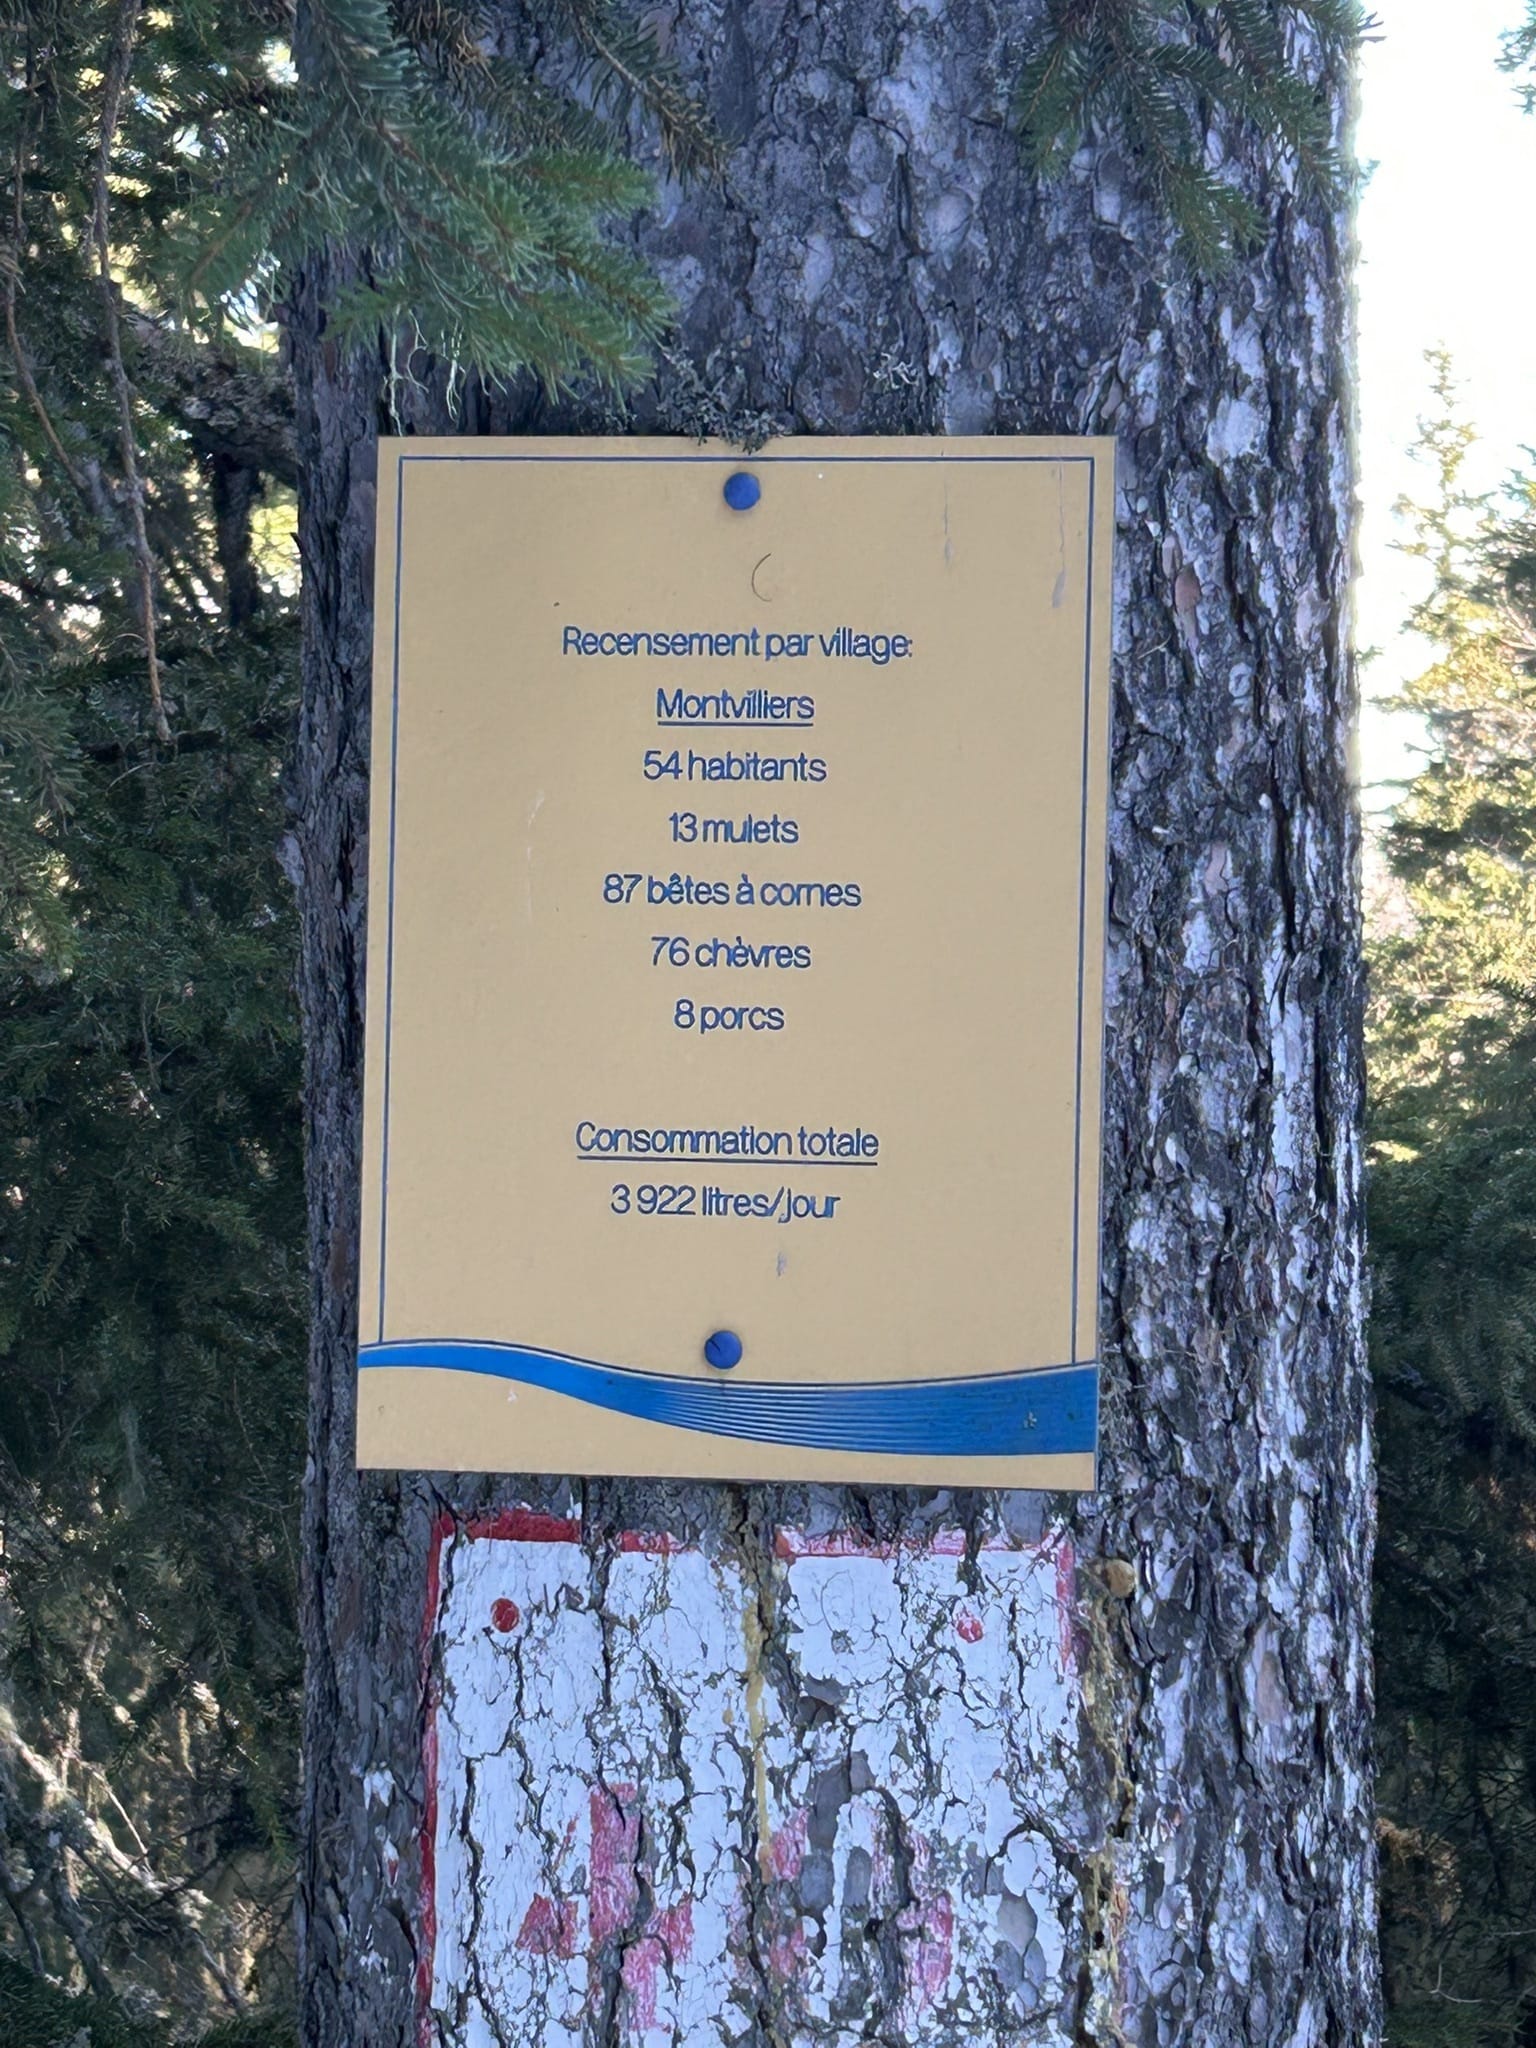 Recensement par village:
Montvilliers
54 habitants
13 mulets
87 bêtes à cornes
76 chèvres
8 porcs
Consommation totale
3 922 litres/jour